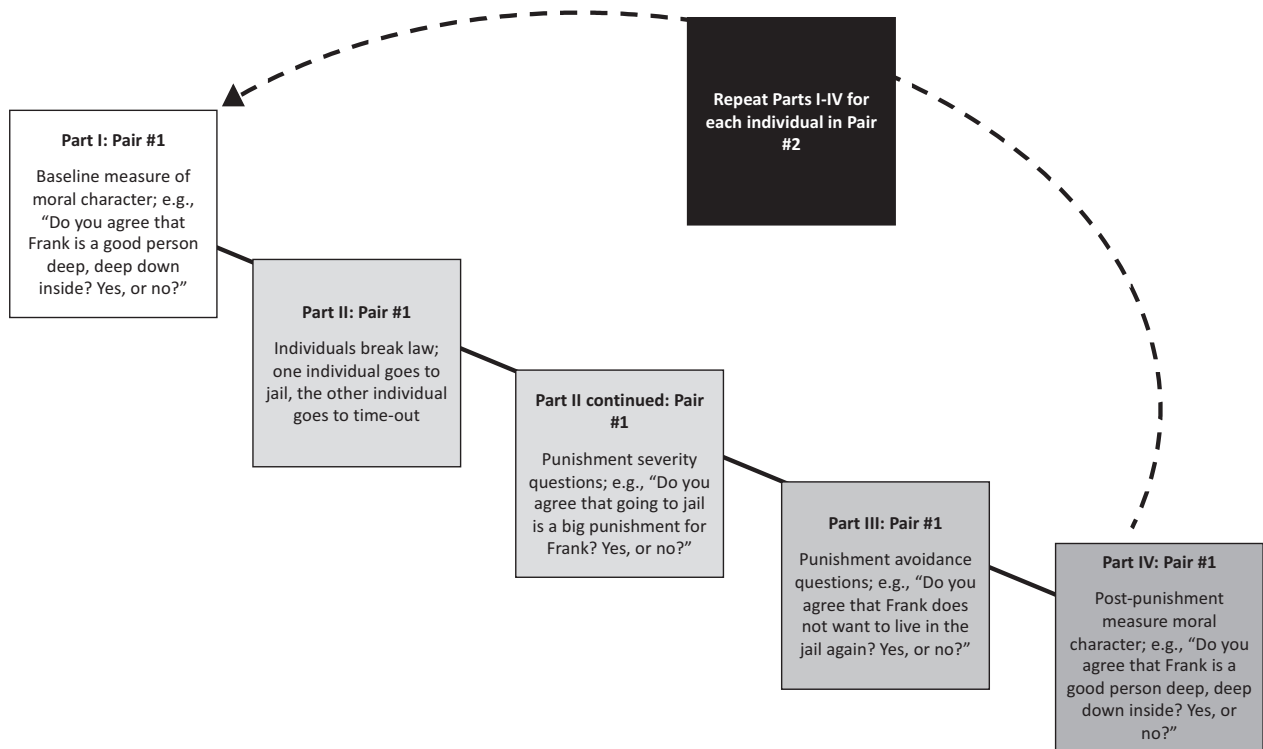 Repeat Parts I-IV for
each individual in Pair
#2
Part I: Pair #1
Baseline measure of
moral character; e.g.,
“Do you agree that
Frank is a good person
deep, deep down
inside? Yes, or no?”
Part II: Pair #1
Individuals break law;
one individual goes to
jail, the other individual
goes to time-out
Part II continued: Pair
#1
Punishment severity
questions; e.g., “Do you
agree that going to jail
is a big punishment for
Frank? Yes, or no?”
Part III: Pair #1
Punishment avoidance
questions; e.g., “Do you
agree that Frank does
not want to live in the
jail again? Yes, or no?”
Part IV: Pair #1
Post-punishment
measure moral
character; e.g., “Do you
agree that Frank is a
good person deep, deep
down inside? Yes, or
no?”